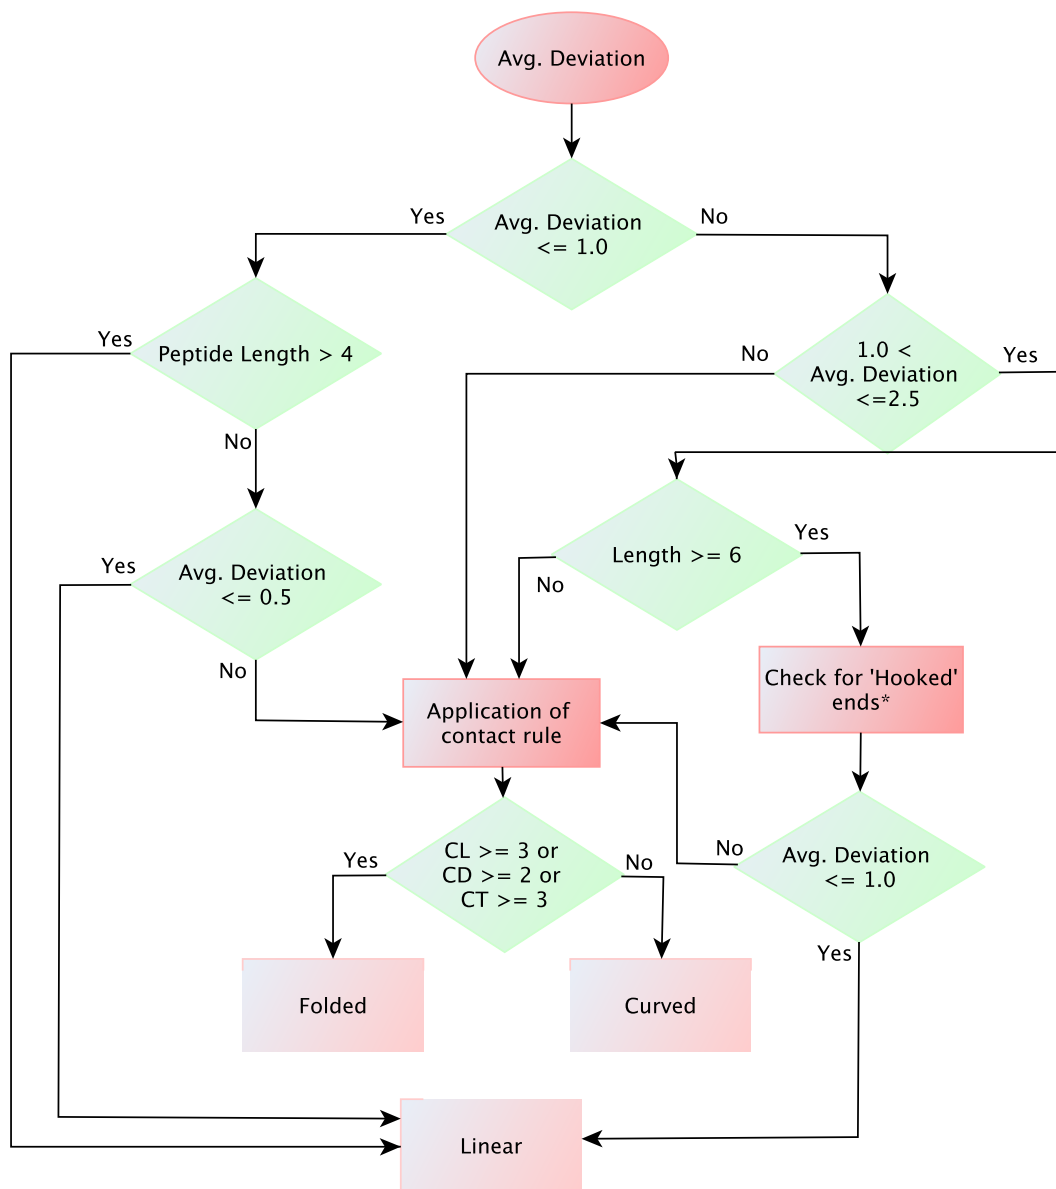 Avg. Deviation
Yes
No
Avg. Deviation
<= 1.0
Yes
Peptide Length > 4
No
1.0 <
Avg. Deviation
<=2.5
Yes
No
Length >= 6
Yes
No
Yes
Avg. Deviation
<= 0.5
No
Application of
contact rule
Check for 'Hooked'
ends*
Yes
CL >= 3 or
CD >= 2 or
CT >= 3
No
No
Avg. Deviation
<= 1.0
Yes
Folded
Curved
Linear